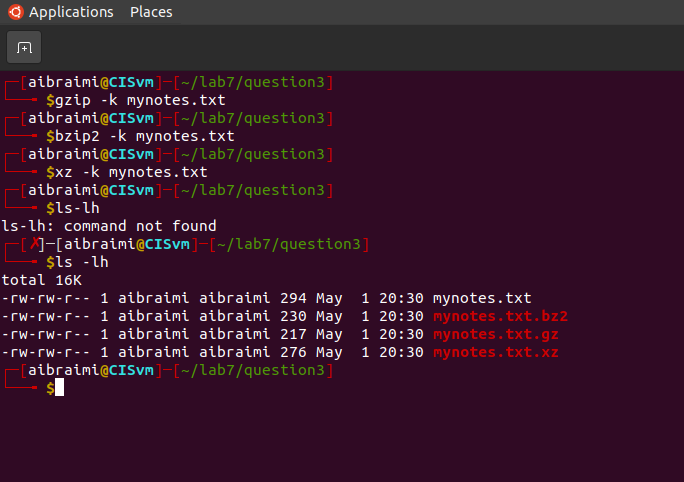 Applications Places
[aibraimi@CISvm]─[~/lab7/question3]
$gzip -k mynotes.txt
[aibraimi@CISvm]─[~/lab7/question3]
$bzip2 -k mynotes.txt
[aibraimi@CISvm]─[~/lab7/question3]
$xz -k mynotes.txt
[aibraimi@CISvm]─[~/lab7/question3]
$ls-lh
ls-lh: command not found
[✗]─[aibraimi@CISvm]─[~/lab7/question3]
$ls -lh
total 16K
-rw-rw-r-- 1 aibraimi aibraimi 294 May  1 20:30 mynotes.txt
-rw-rw-r-- 1 aibraimi aibraimi 230 May  1 20:30 mynotes.txt.bz2
-rw-rw-r-- 1 aibraimi aibraimi 217 May  1 20:30 mynotes.txt.gz
-rw-rw-r-- 1 aibraimi aibraimi 276 May  1 20:30 mynotes.txt.xz
[aibraimi@CISvm]─[~/lab7/question3]
$